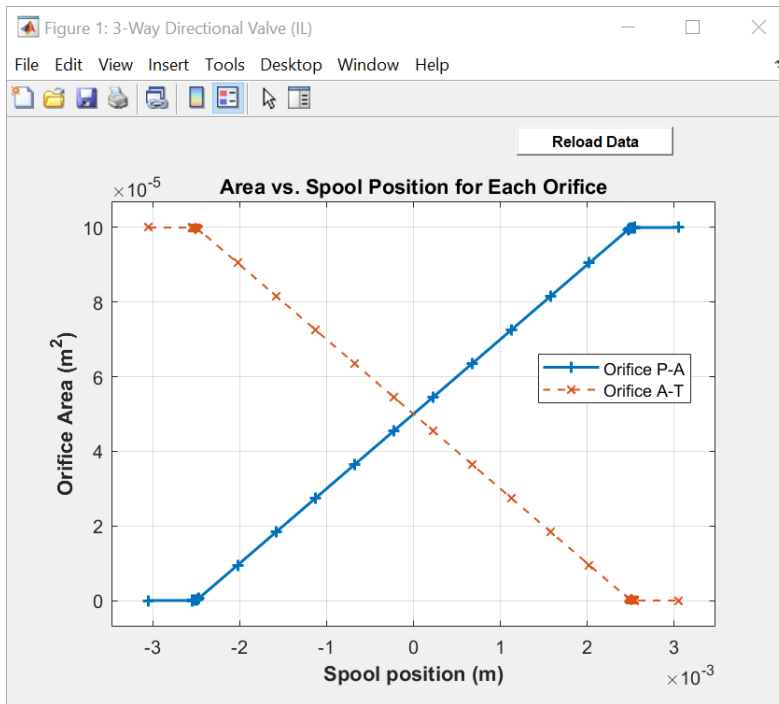 Figure 1: 3-Way Directional Valve (IL)
File Edit View Insert Tools Desktop Window Help
Reload Data
×10-5
Area vs. Spool Position for Each Orifice
10
8
6
4
2
0
Orifice Area (m2)
Orifice P-A
Orifice A-T
-3 -2 -1 0 1 2 3
Spool position (m)
×10-3